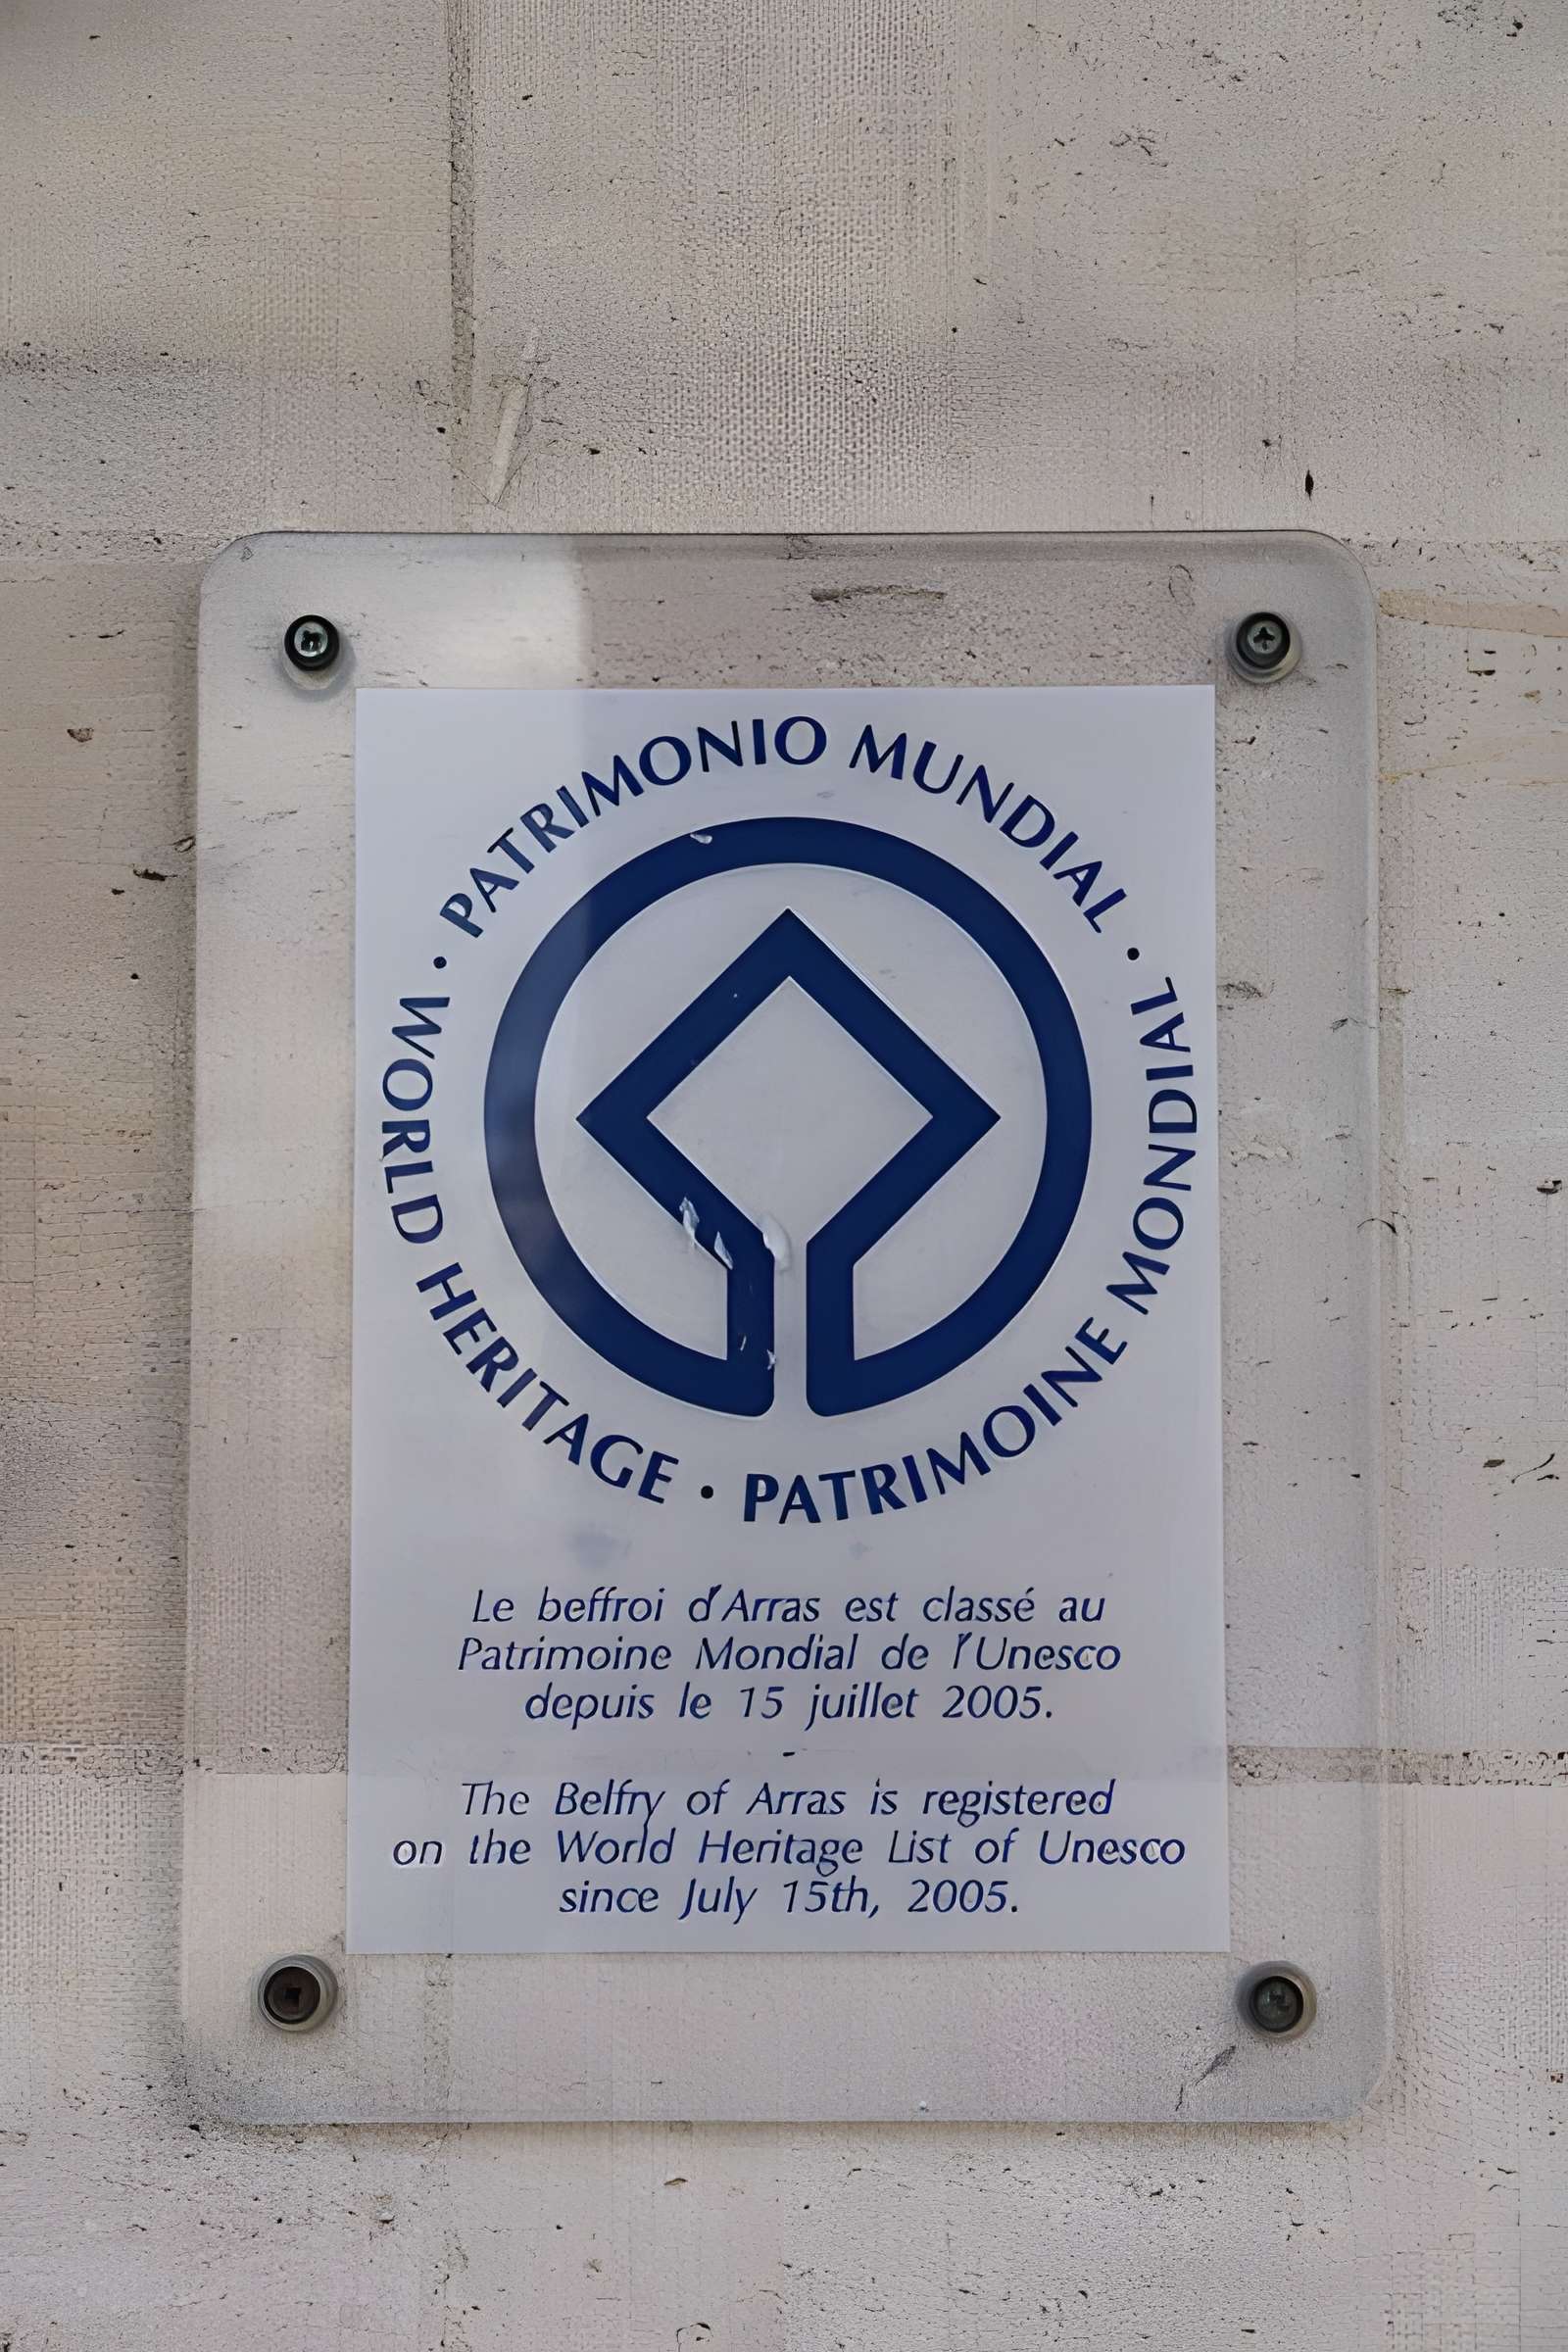 PATRIMONIO MUNDIAL •
PATRIMOINE MONDIAL
WORLD HERITAGE •
Le beffroi d'Arras est classé au
Patrimoine Mondial de l'Unesco
depuis le 15 juillet 2005.
-
The Belfry of Arras is registered
on the World Heritage List of Unesco
since July 15th, 2005.